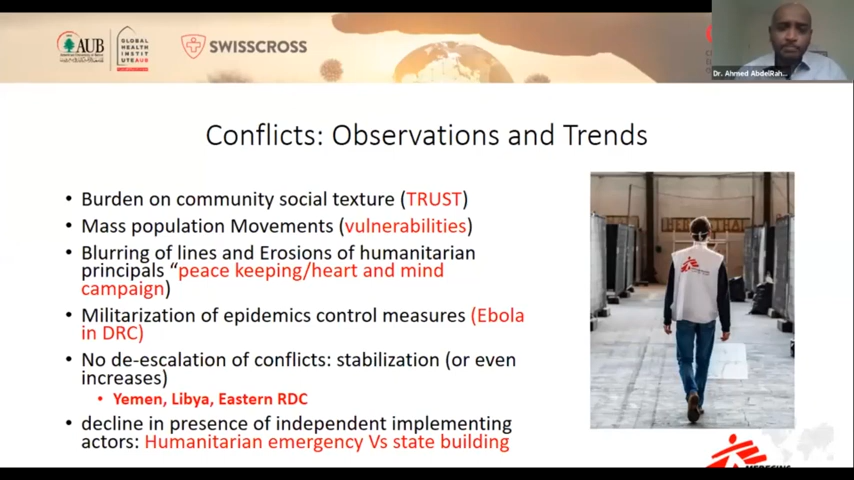 AUB
GLOBAL
HEALTH
INSTIT
UTEAUB
SWISSCROSS
Dr. Ahmed AbdelRah...
Conflicts: Observations and Trends
• Burden on community social texture (TRUST)
• Mass population Movements (vulnerabilities)
• Blurring of lines and Erosions of humanitarian
principals “peace keeping/heart and mind
campaign)
• Militarization of epidemics control measures (Ebola
in DRC)
• No de-escalation of conflicts: stabilization (or even
increases)
• Yemen, Libya, Eastern RDC
• decline in presence of independent implementing
actors: Humanitarian emergency Vs state building